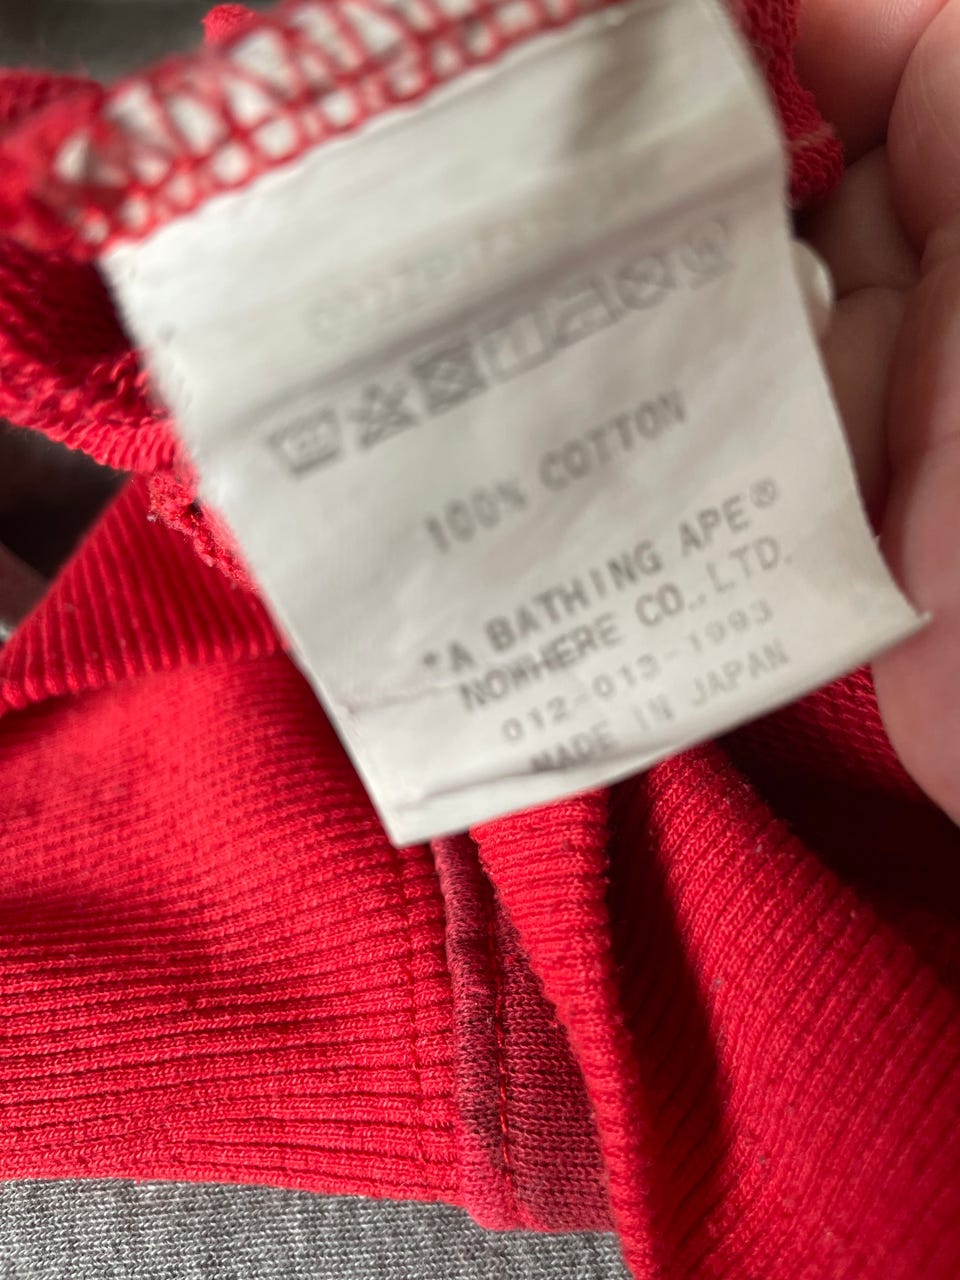 100% COTTON
*A BATHING APE®
NOWHERE CO.,LTD.
012-013-1993
MADE IN JAPAN